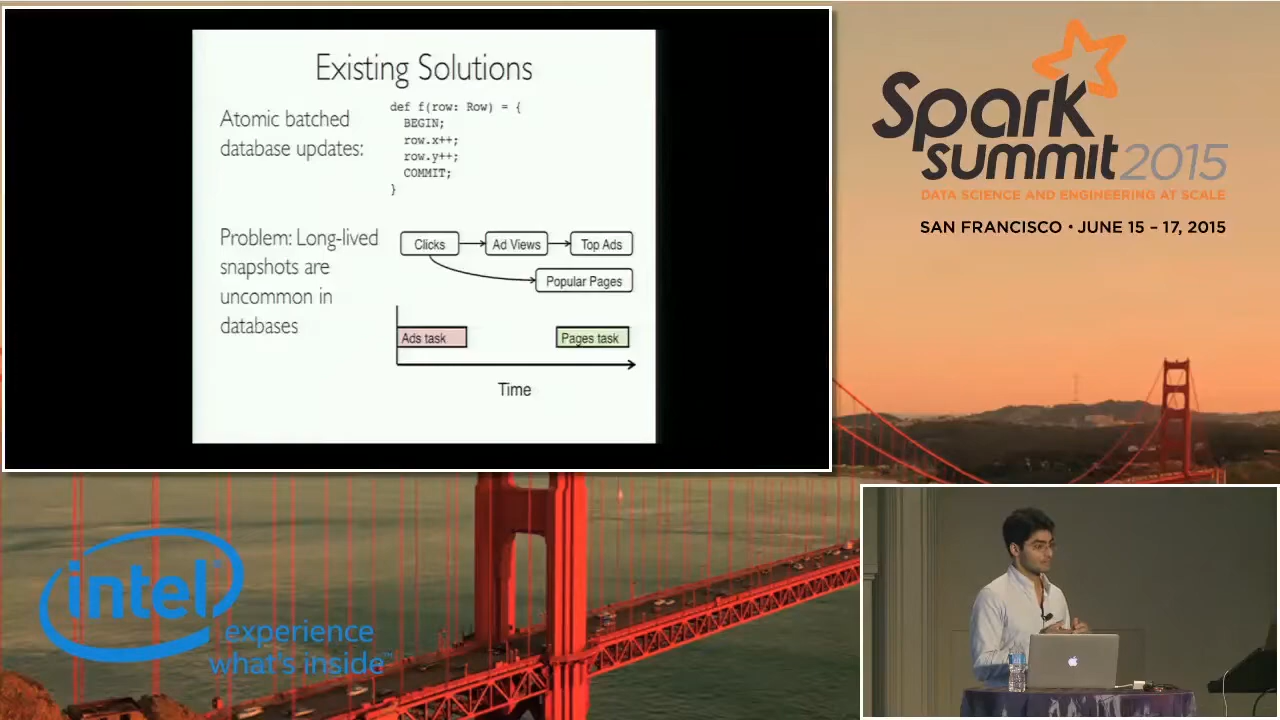 Existing Solutions
Atomic batched
database updates:
def f(row: Row) = {
BEGIN;
row.x++;
row.y++;
COMMIT;
}
Problem: Long-lived
snapshots are
uncommon in
databases
Clicks
Ad Views
Top Ads
Popular Pages
Ads task
Pages task
Time
Spark
summit 2015
DATA SCIENCE AND ENGINEERING AT SCALE
SAN FRANCISCO • JUNE 15 – 17, 2015
intel®
experience
what's inside™